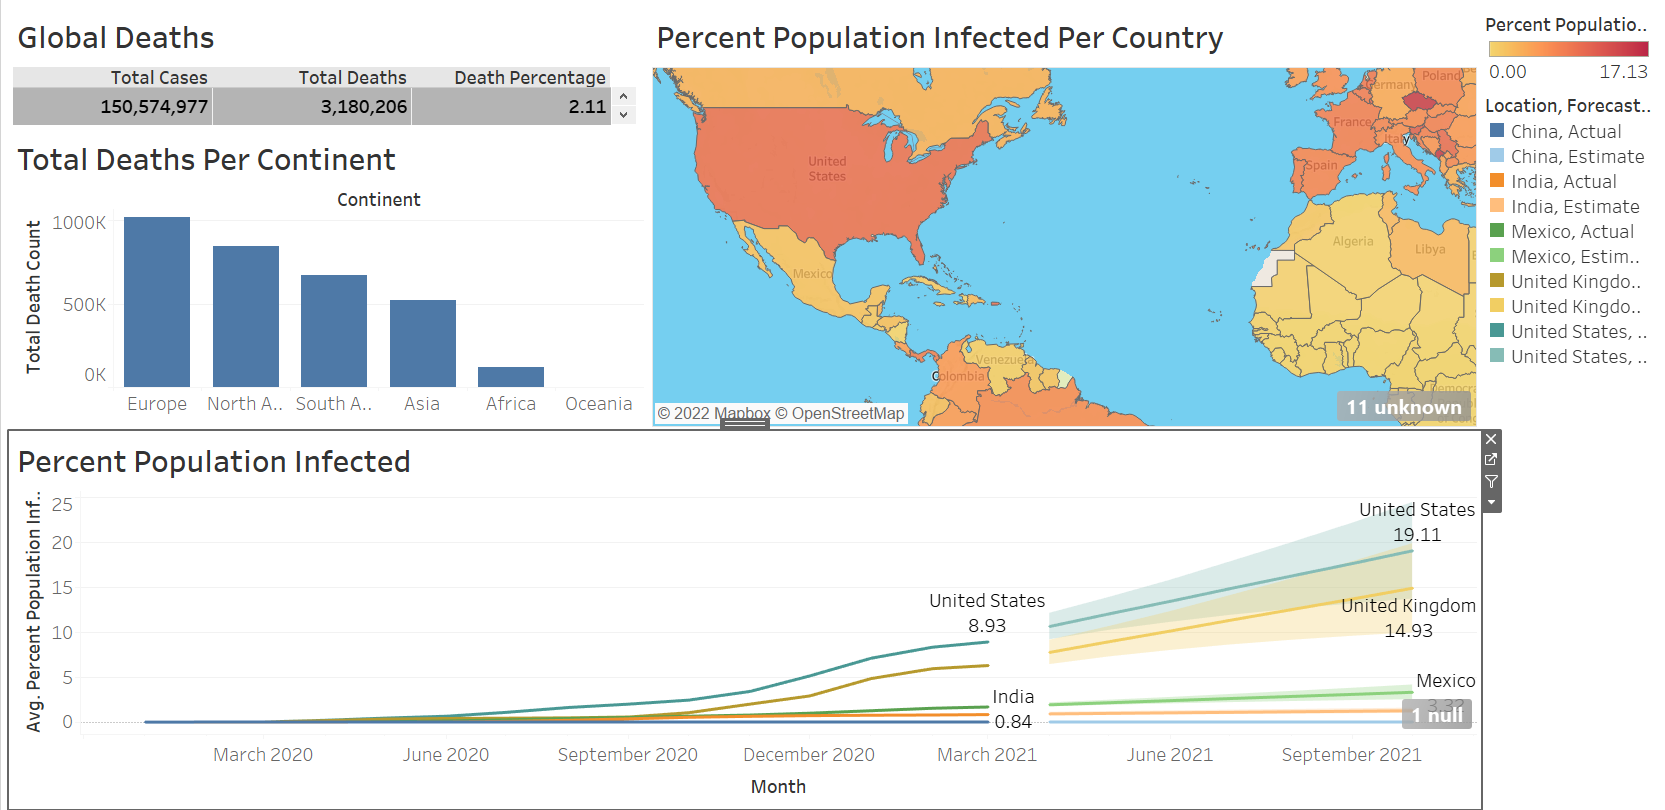 Global Deaths
Total Cases Total Deaths Death Percentage
150,574,977 3,180,206 2.11
Total Deaths Per Continent
Continent
Total Death Count
1000K
500K
0K
Europe North A.. South A.. Asia Africa Oceania
Percent Population Infected Per Country
United
States
Mexico
Venezuela
Colombia
Algeria
Libya
France
Spain
Germany
Poland
© 2022 Mapbox © OpenStreetMap
11 unknown
Percent Populatio..
0.00 17.13
Location, Forecast..
China, Actual
China, Estimate
India, Actual
India, Estimate
Mexico, Actual
Mexico, Estim..
United Kingdo..
United Kingdo..
United States, ..
United States, ..
Percent Population Infected
Avg. Percent Population Inf..
25
20
15
10
5
0
United States
8.93
India
0.84
United States
19.11
United Kingdom
14.93
Mexico
3.37
1 null
March 2020 June 2020 September 2020 December 2020 March 2021 June 2021 September 2021
Month